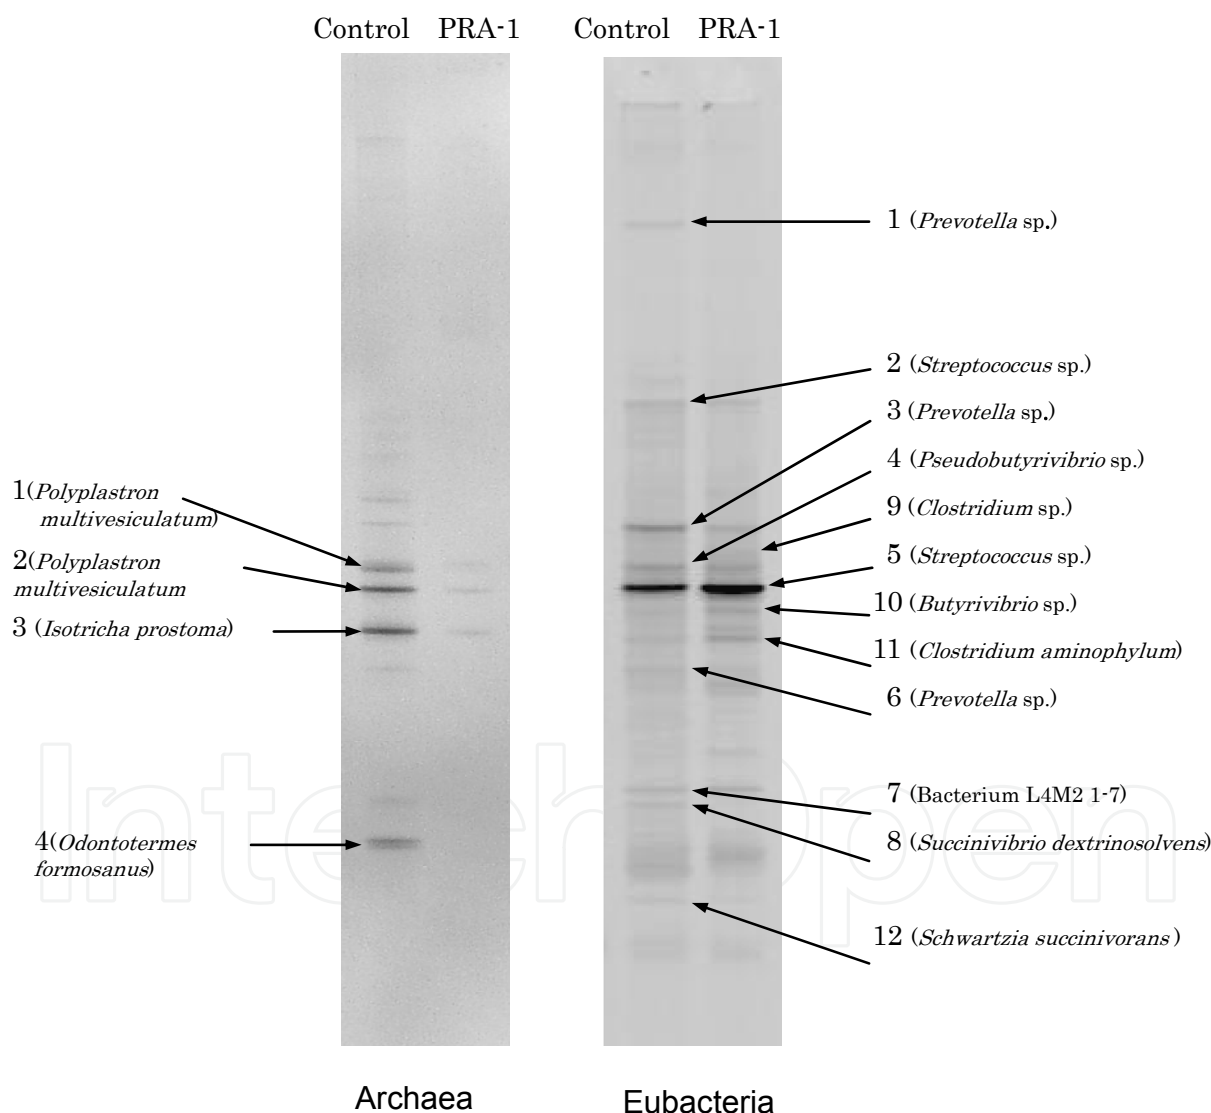 Control PRA-1 Control PRA-1
1 (Prevotella sp.)
2 (Streptococcus sp.)
3 (Prevotella sp.)
4 (Pseudobutyrivibrio sp.)
1(Polyplastron
multivesiculatum)
9 (Clostridium sp.)
5 (Streptococcus sp.)
2(Polyplastron
multivesiculatum
10 (Butyrivibrio sp.)
3 (Isotricha prostoma)
11 (Clostridium aminophylum)
6 (Prevotella sp.)
7 (Bacterium L4M2 1-7)
4(Odontotermes
formosanus)
8 (Succinivibrio dextrinosolvens)
12 (Schwartzia succinivorans )
Archaea Eubacteria